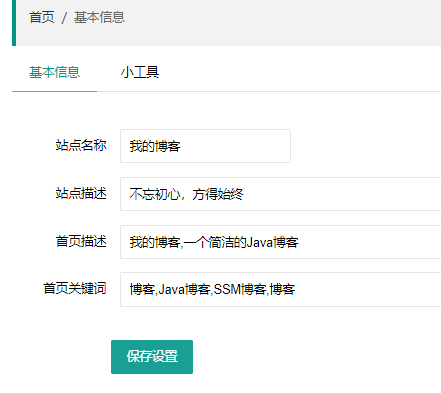 首页 / 基本信息
基本信息 小工具
站点名称 我的博客
站点描述 不忘初心，方得始终
首页描述 我的博客,一个简洁的Java博客
首页关键词 博客,Java博客,SSM博客,博客
保存设置